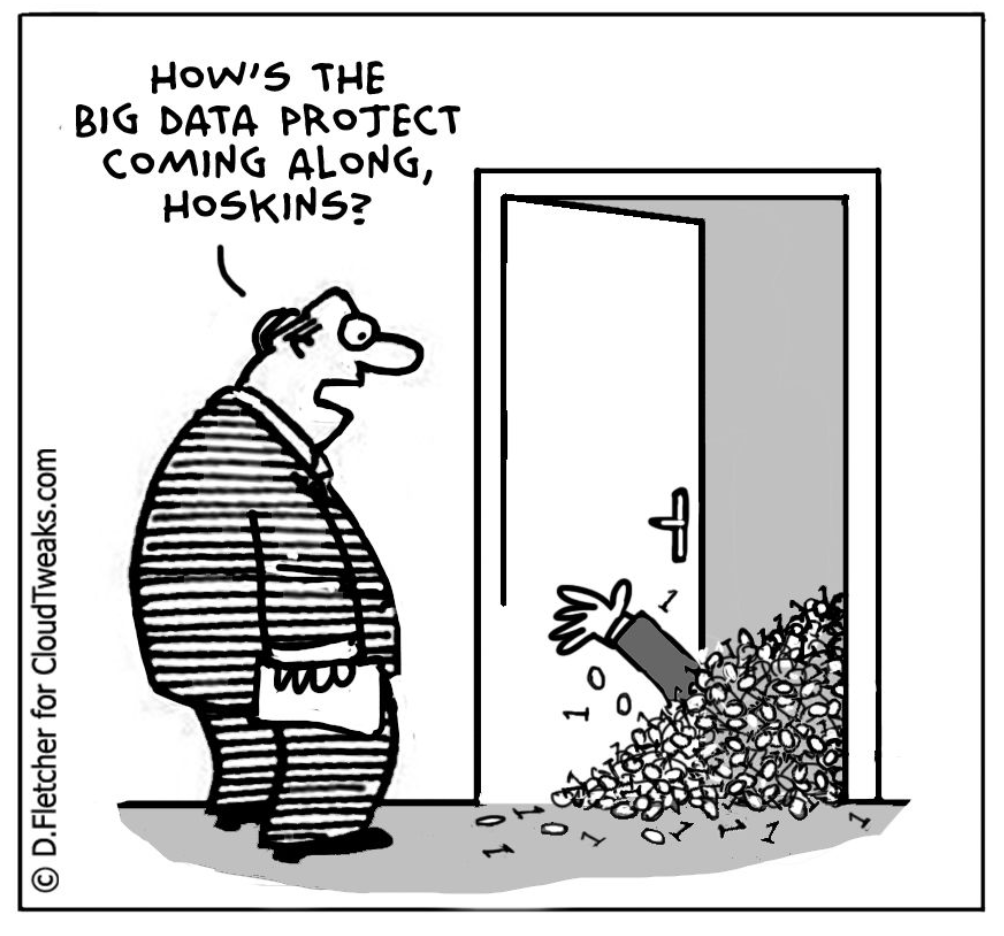 HOW'S THE
BIG DATA PROJECT
COMING ALONG,
HOSKINS?
© D.Fletcher for CloudTweaks.com